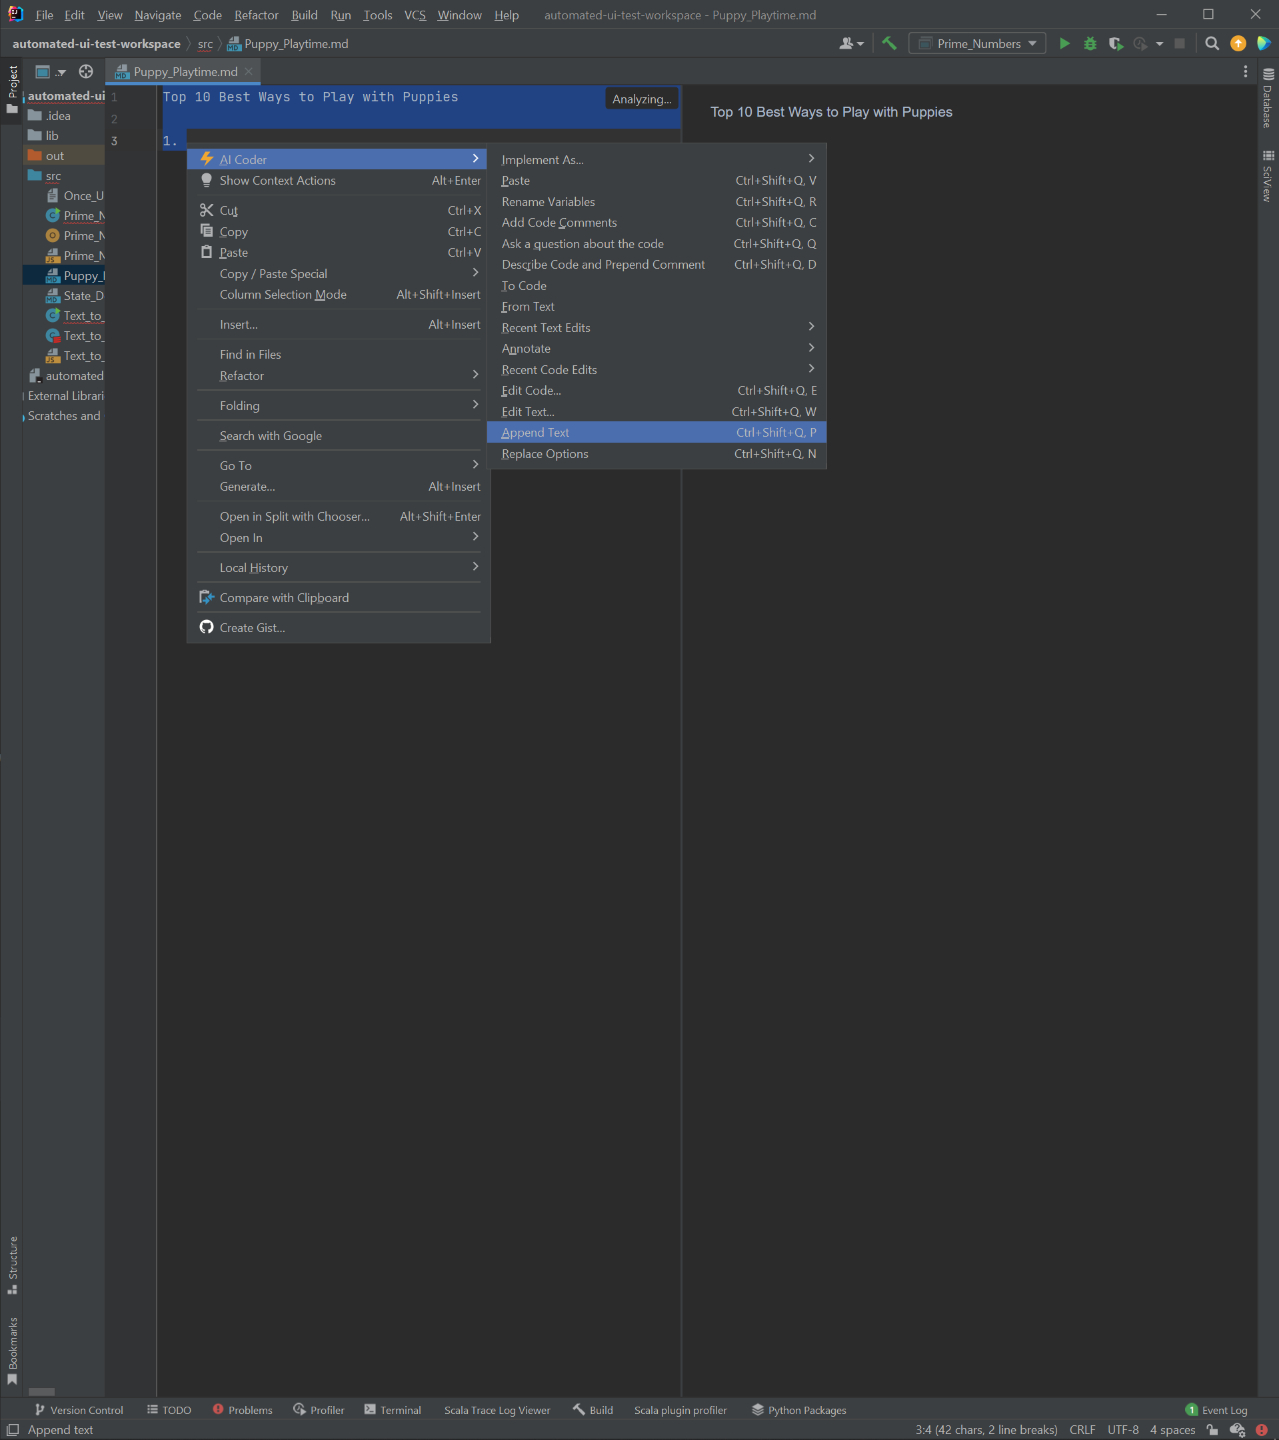 File Edit View Navigate Code Refactor Build Run Tools VCS Window Help automated-ui-test-workspace - Puppy_Playtime.md
automated-ui-test-workspace src Puppy_Playtime.md Prime_Numbers
Project
Puppy_Playtime.md
automated-ui
.idea
lib
out
src
Once_U
Prime_N
Prime_N
Prime_N
Puppy_
State_D
Text_to_
Text_to_
Text_to_
automated
External Librari
Scratches and
1 Top 10 Best Ways to Play with Puppies
2
3 1.
Analyzing...
Top 10 Best Ways to Play with Puppies
AI Coder
Show Context Actions Alt+Enter
Cut Ctrl+X
Copy Ctrl+C
Paste Ctrl+V
Copy / Paste Special
Column Selection Mode Alt+Shift+Insert
Insert... Alt+Insert
Find in Files
Refactor
Folding
Search with Google
Go To
Generate... Alt+Insert
Open in Split with Chooser... Alt+Shift+Enter
Open In
Local History
Compare with Clipboard
Create Gist...
Implement As...
Paste Ctrl+Shift+Q, V
Rename Variables Ctrl+Shift+Q, R
Add Code Comments Ctrl+Shift+Q, C
Ask a question about the code Ctrl+Shift+Q, Q
Describe Code and Prepend Comment Ctrl+Shift+Q, D
To Code
From Text
Recent Text Edits
Annotate
Recent Code Edits
Edit Code... Ctrl+Shift+Q, E
Edit Text... Ctrl+Shift+Q, W
Append Text Ctrl+Shift+Q, P
Replace Options Ctrl+Shift+Q, N
Database
SciView
Structure
Bookmarks
Version Control TODO Problems Profiler Terminal Scala Trace Log Viewer Build Scala plugin profiler Python Packages 1 Event Log
Append text 3:4 (42 chars, 2 line breaks) CRLF UTF-8 4 spaces